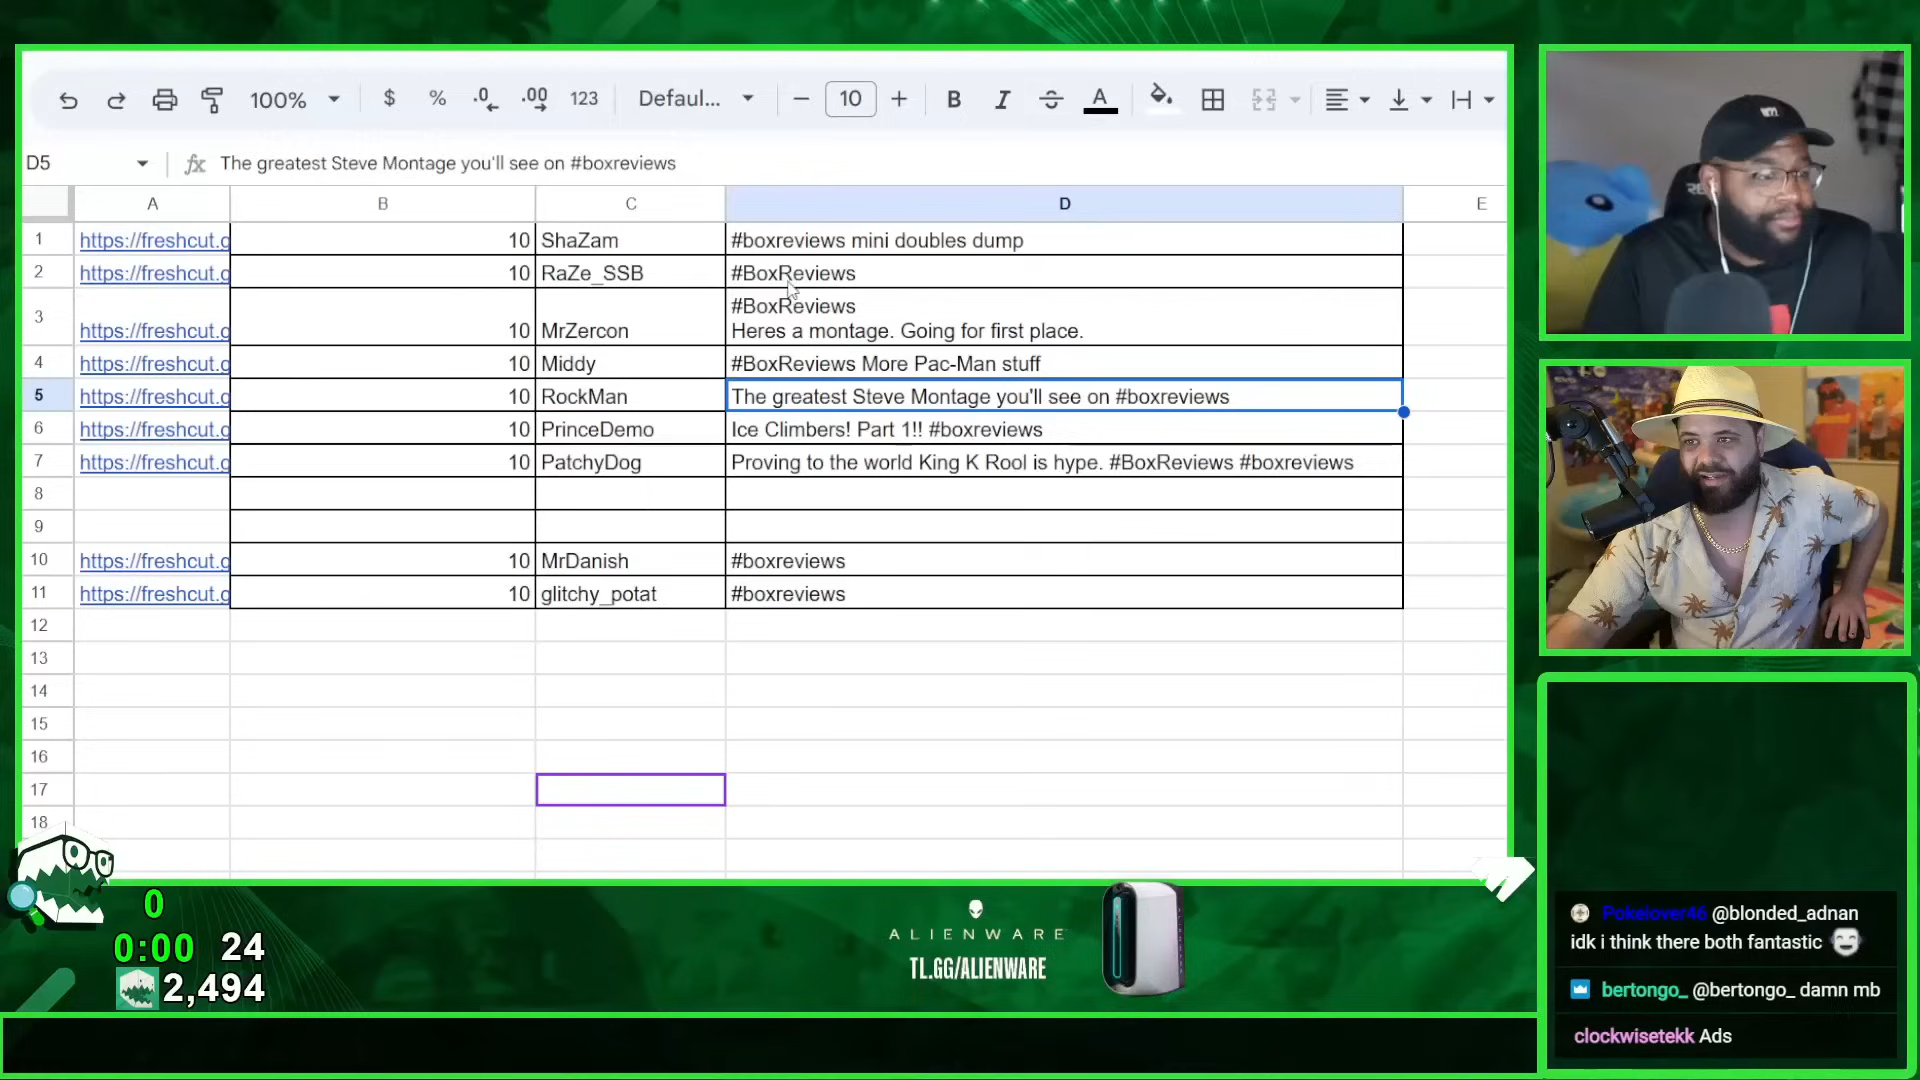 100% $ % .0 .00 123 Defaul... 10 B I S A
D5 fx The greatest Steve Montage you'll see on #boxreviews
A B C D E
1 https://freshcut.g 10 ShaZam #boxreviews mini doubles dump
2 https://freshcut.g 10 RaZe_SSB #BoxReviews
#BoxReviews
3 https://freshcut.g 10 MrZercon Heres a montage. Going for first place.
4 https://freshcut.g 10 Middy #BoxReviews More Pac-Man stuff
5 https://freshcut.g 10 RockMan The greatest Steve Montage you'll see on #boxreviews
6 https://freshcut.g 10 PrinceDemo Ice Climbers! Part 1!! #boxreviews
7 https://freshcut.g 10 PatchyDog Proving to the world King K Rool is hype. #BoxReviews #boxreviews
8
9
10 https://freshcut.g 10 MrDanish #boxreviews
11 https://freshcut.g 10 glitchy_potat #boxreviews
12
13
14
15
16
17
18
0
0:00 24
2,494
ALIENWARE
TL.GG/ALIENWARE
Pokelover46 @blonded_adnan
idk i think there both fantastic
bertongo_ @bertongo_ damn mb
clockwisetekk Ads